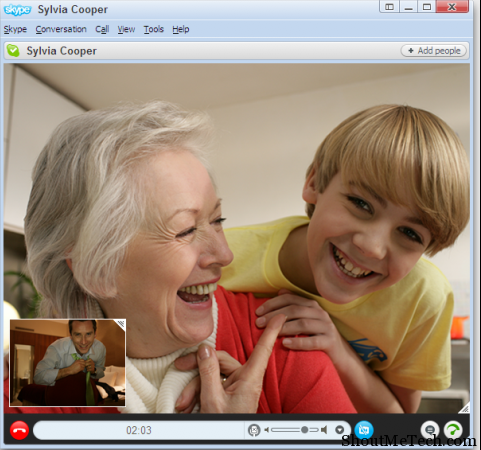 skype Sylvia Cooper
Skype Conversation Call View Tools Help
Sylvia Cooper
Add people
02:03
ShoutMeTech.com